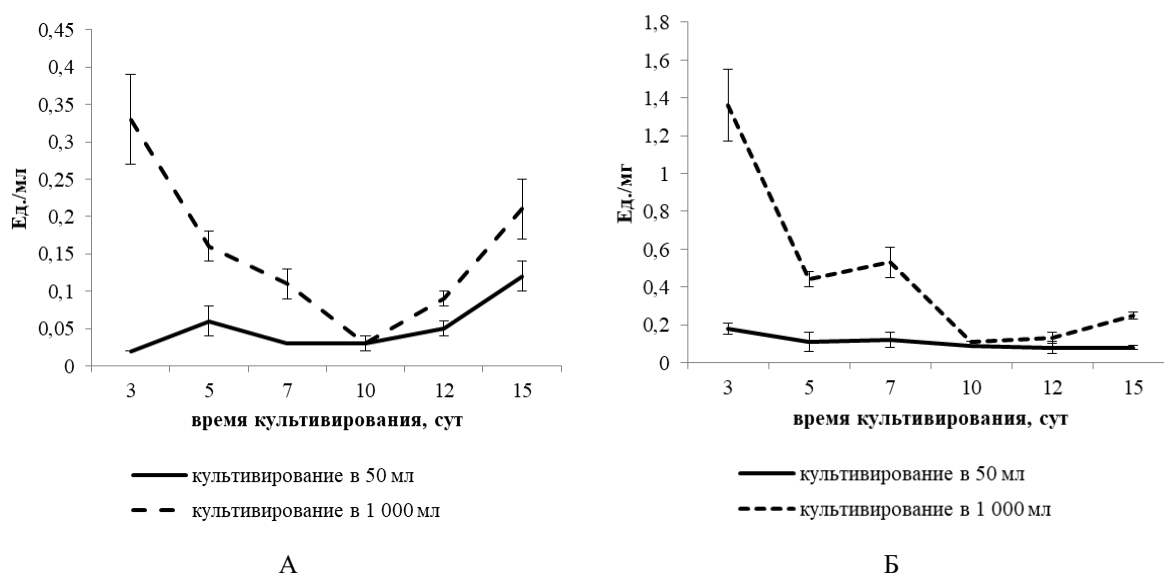 0,45
0,4
0,35
0,3
0,25
0,2
0,15
0,1
0,05
0
Ед./мл
3 5 7 10 12 15
время культивирования, сут
культивирование в 50 мл
культивирование в 1 000 мл
А
1,8
1,6
1,4
1,2
1
0,8
0,6
0,4
0,2
0
Ед./мг
3 5 7 10 12 15
время культивирования, сут
культивирование в 50 мл
культивирование в 1 000 мл
Б